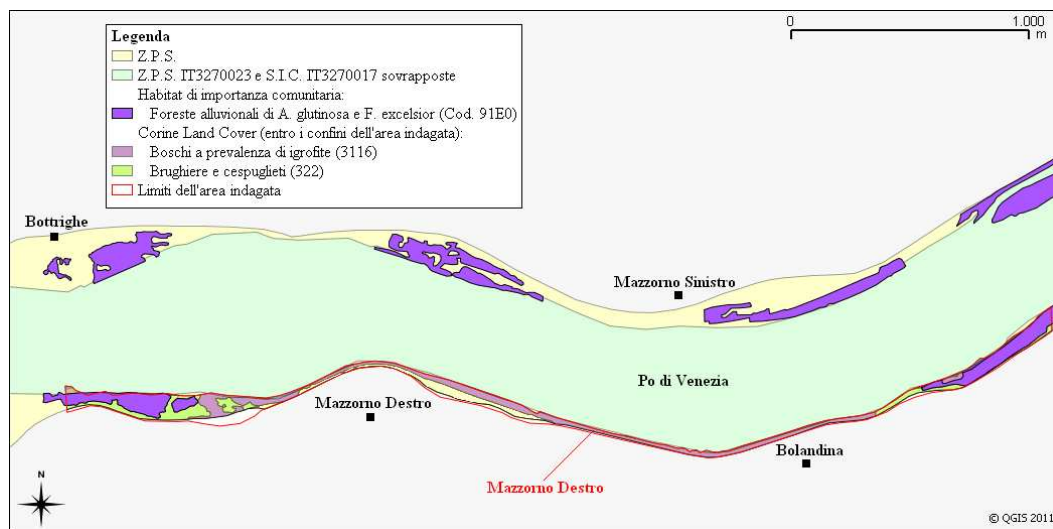 0 1.000
m
Legenda
Z.P.S.
Z.P.S. IT3270023 e S.I.C. IT3270017 sovrapposte
Habitat di importanza comunitaria:
Foreste alluvionali di A. glutinosa e F. excelsior (Cod. 91E0)
Corine Land Cover (entro i confini dell'area indagata):
Boschi a prevalenza di igrofite (3116)
Brughiere e cespuglieti (322)
Limiti dell'area indagata
Bottrighe
Mazzorno Sinistro
Po di Venezia
Mazzorno Destro
Bolandina
Mazzorno Destro
N
© QGIS 2011